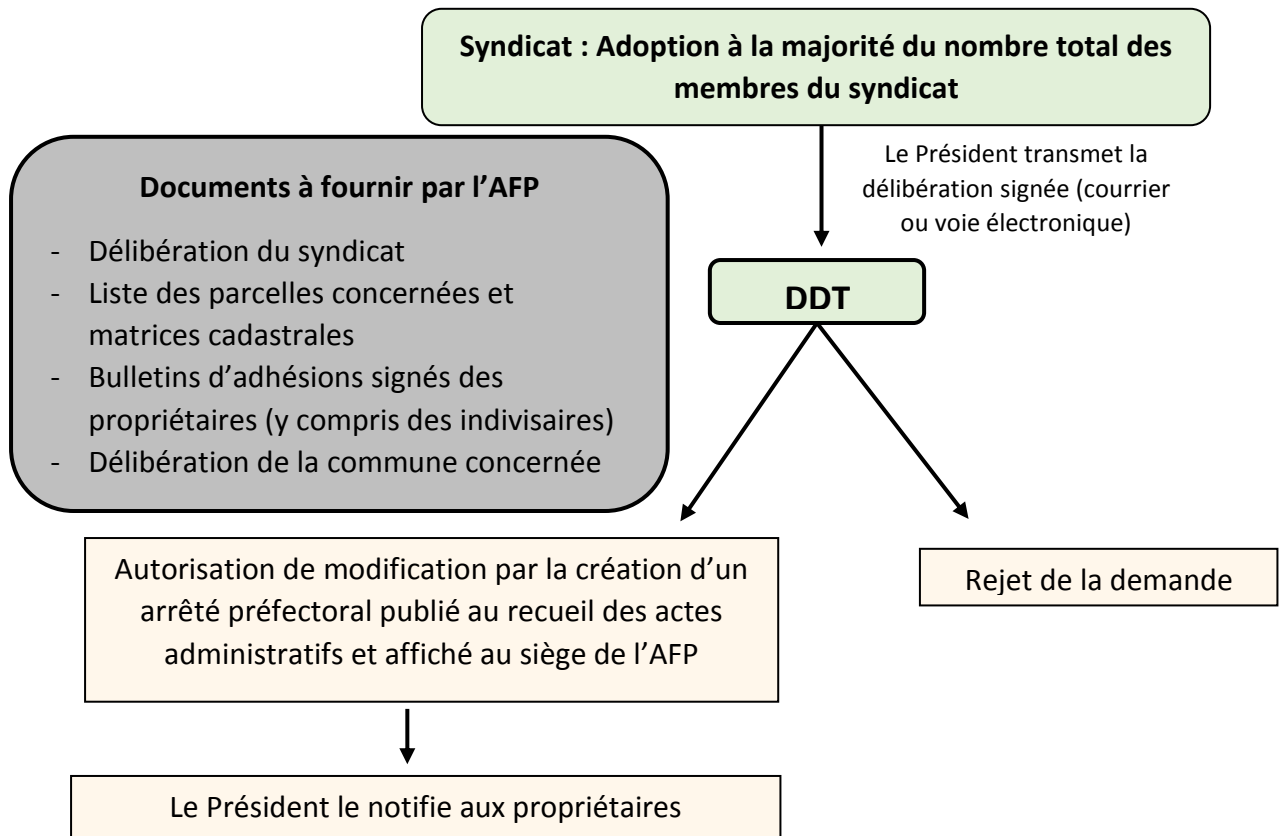 Syndicat : Adoption à la majorité du nombre total des
membres du syndicat
Le Président transmet la
délibération signée (courrier
ou voie électronique)
Documents à fournir par l’AFP
- Délibération du syndicat
- Liste des parcelles concernées et
matrices cadastrales
- Bulletins d’adhésions signés des
propriétaires (y compris des indivisaires)
- Délibération de la commune concernée
DDT
Autorisation de modification par la création d’un
arrêté préfectoral publié au recueil des actes
administratifs et affiché au siège de l’AFP
Rejet de la demande
Le Président le notifie aux propriétaires